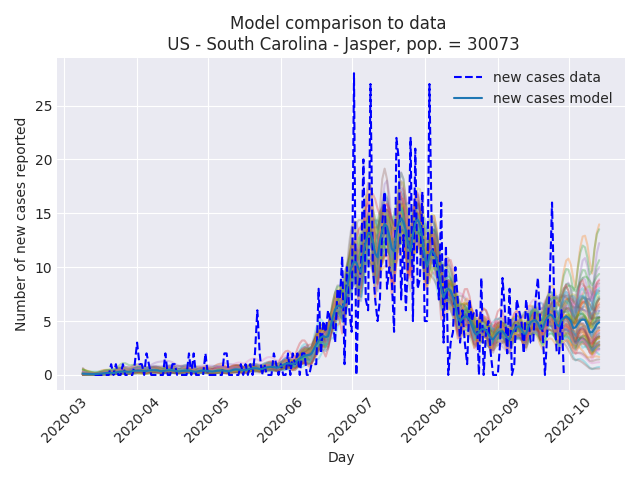 Model comparison to data
US - South Carolina - Jasper, pop. = 30073
new cases data
new cases model
Number of new cases reported
25
20
15
10
5
0
2020-03
2020-04
2020-05
2020-06
2020-07
2020-08
2020-09
2020-10
Day